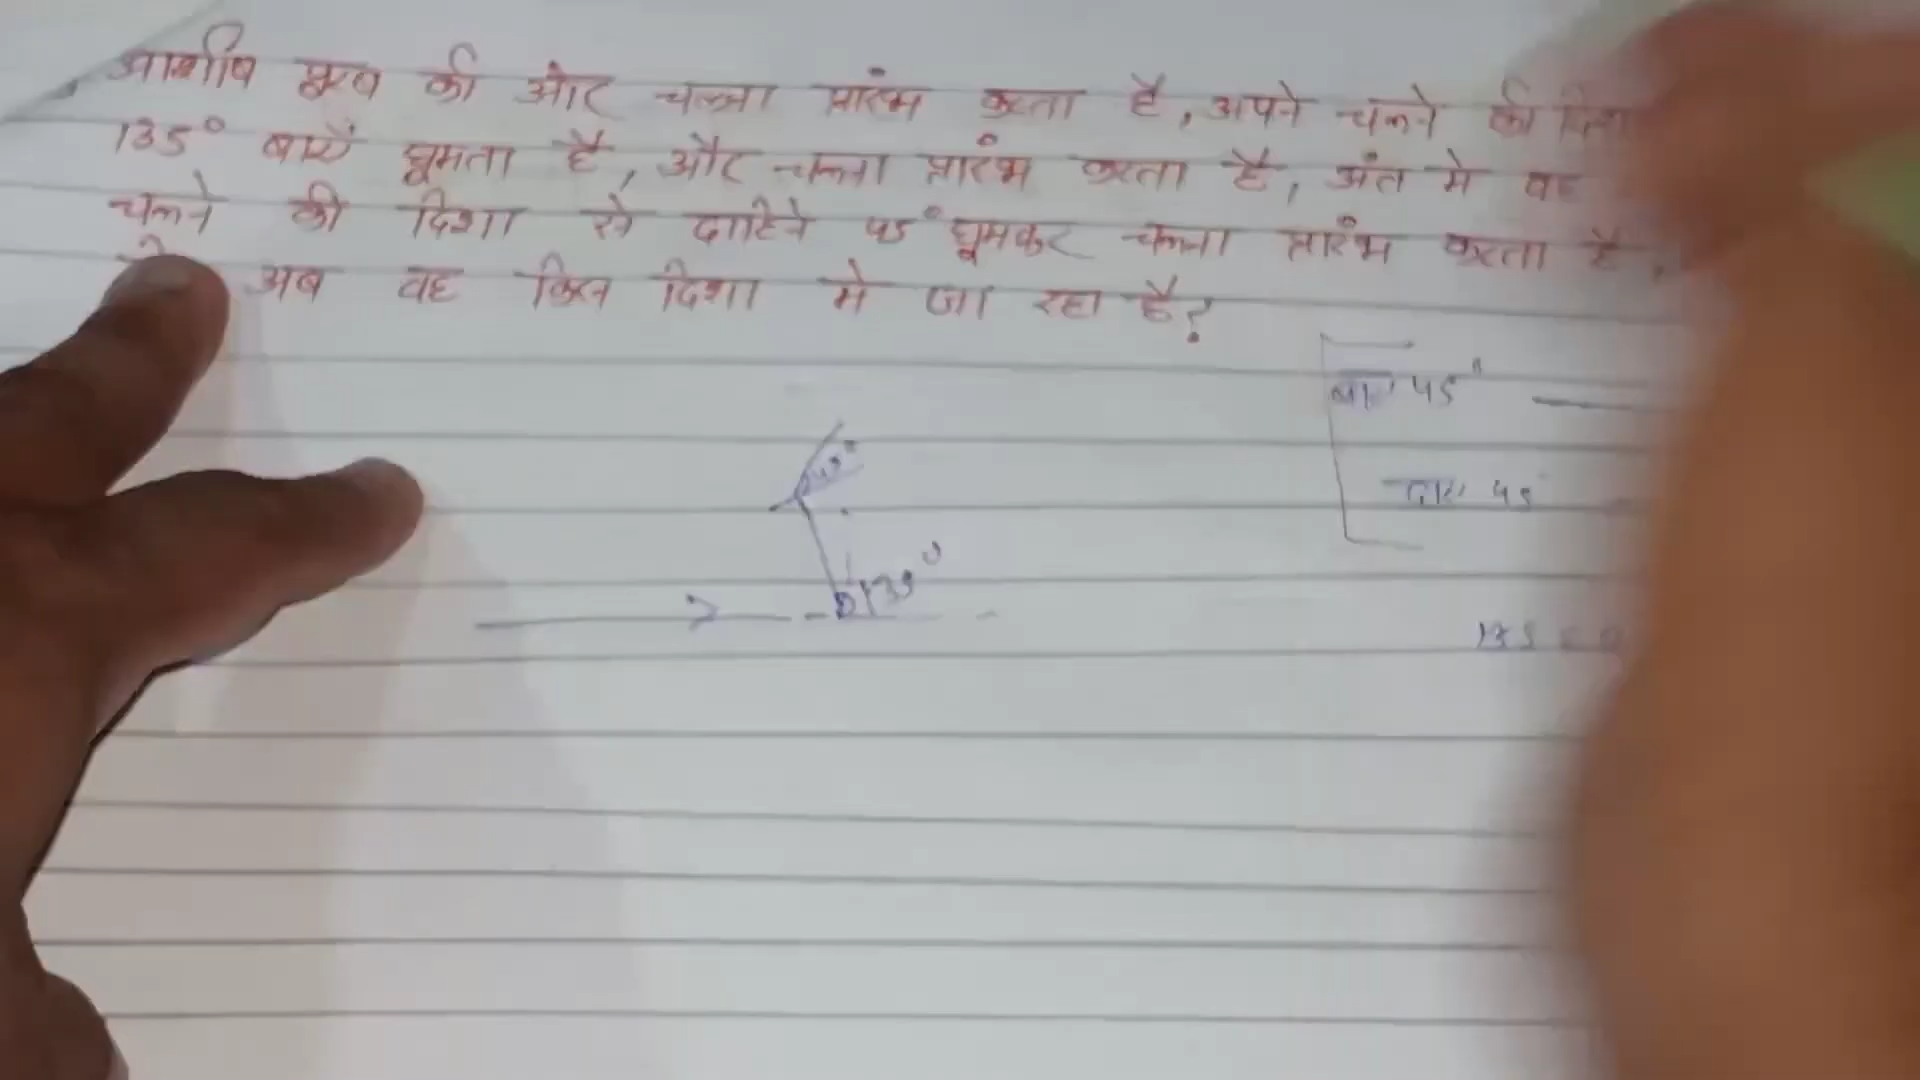 पूरब की ओर चलना प्रारंभ करता है, अपने चलने की
135° बायें घूमता है, और चलना प्रारंभ करता है, अंत मे वह
चलने की दिशा से दाहिने 45° घूमकर चलना प्रारंभ करता है,
अब वह किस दिशा मे जा रहा है?
45°
45
45°
135°